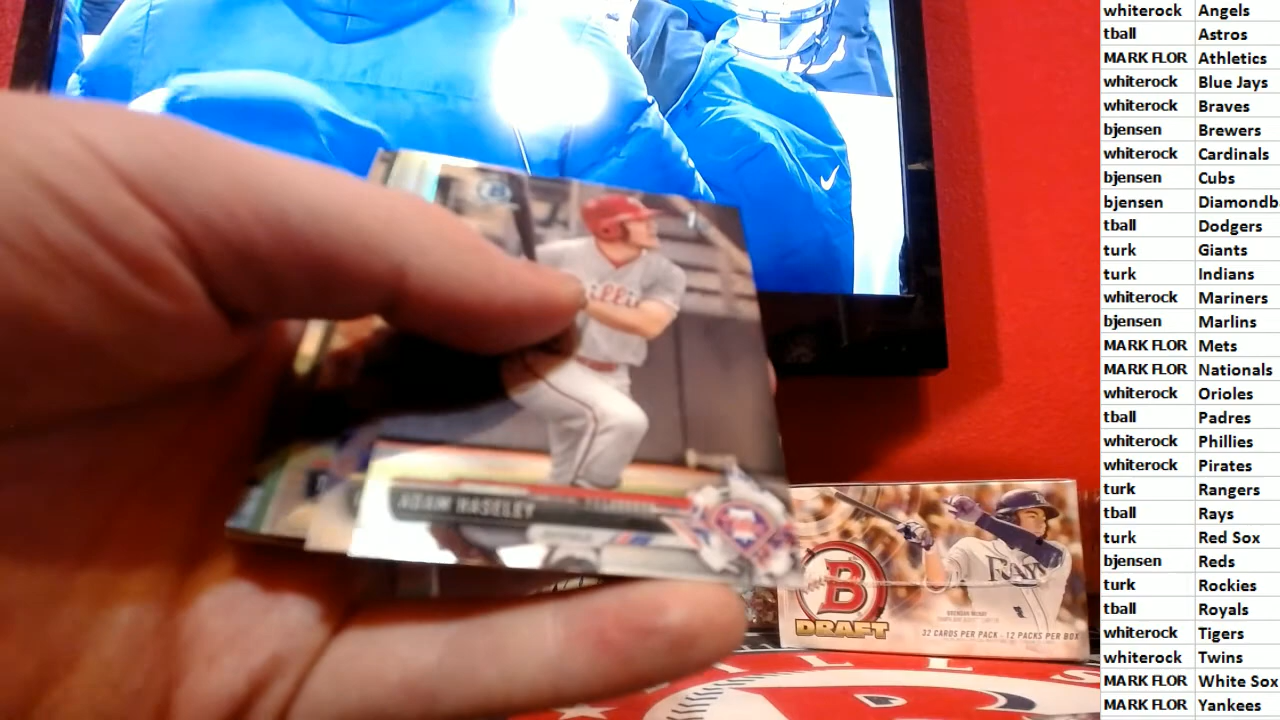 whiterock Angels
tball Astros
MARK FLOR Athletics
whiterock Blue Jays
whiterock Braves
bjensen Brewers
whiterock Cardinals
bjensen Cubs
bjensen Diamondb
tball Dodgers
turk Giants
turk Indians
whiterock Mariners
bjensen Marlins
MARK FLOR Mets
MARK FLOR Nationals
whiterock Orioles
tball Padres
whiterock Phillies
whiterock Pirates
turk Rangers
tball Rays
turk Red Sox
bjensen Reds
turk Rockies
tball Royals
whiterock Tigers
whiterock Twins
MARK FLOR White Sox
MARK FLOR Yankees
ADAM HASELEY
B
DRAFT
RAYS
32 CARDS PER PACK - 12 PACKS PER BOX